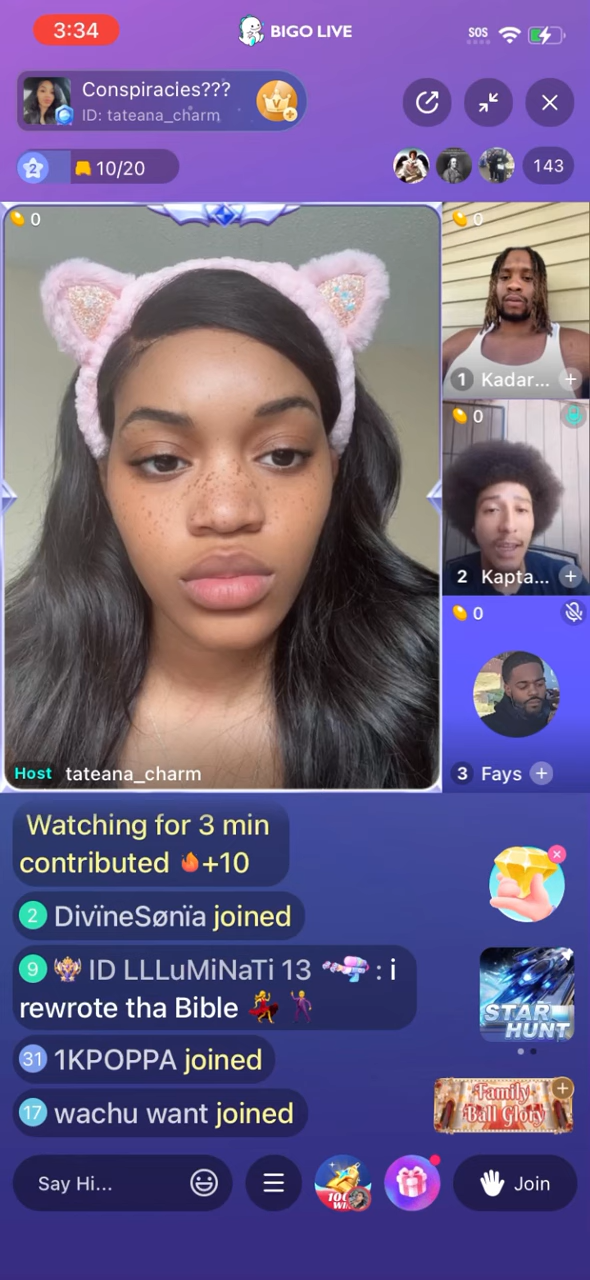 3:34
BIGO LIVE
SOS
Conspiracies???
ID: tateana_charm
V
2
10/20
143
0
0
1 Kadar...
0
2 Kapta...
0
Host tateana_charm
3 Fays
Watching for 3 min
contributed 🔥+10
2 DivïneSønïa joined
9 ID LLLuMiNaTi 13 : i
rewrote tha Bible 💃 🕺
31 1KPOPPA joined
17 wachu want joined
STAR
HUNT
Family
Ball Glory
Say Hi...
Join